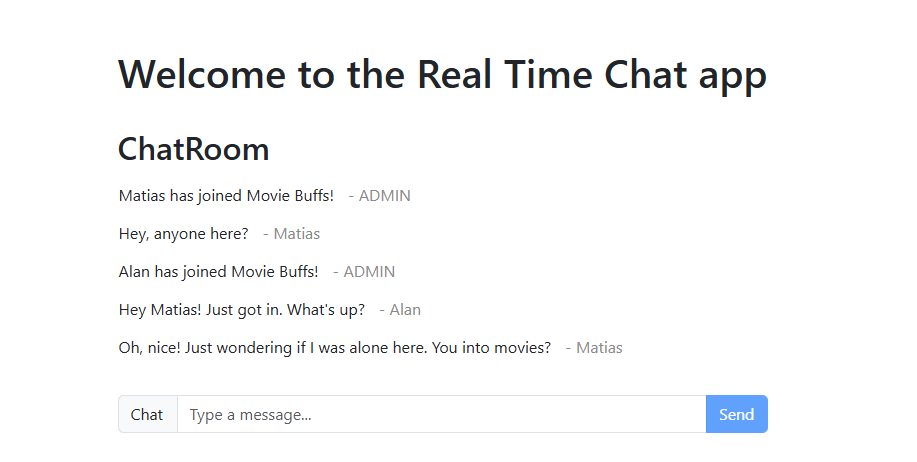 Welcome to the Real Time Chat app
ChatRoom
Matias has joined Movie Buffs! - ADMIN
Hey, anyone here? - Matias
Alan has joined Movie Buffs! - ADMIN
Hey Matias! Just got in. What's up? - Alan
Oh, nice! Just wondering if I was alone here. You into movies? - Matias
Chat Type a message... Send